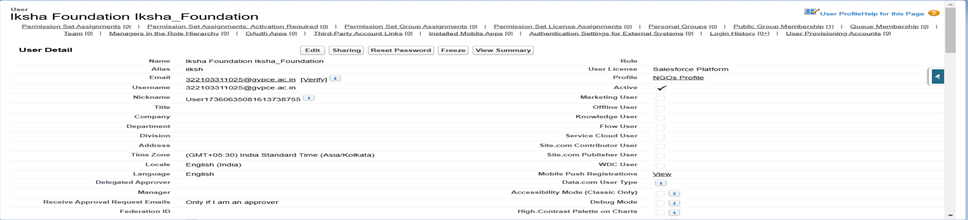 User
Iksha Foundation Iksha_Foundation
User Profile Help for this Page
Permission Set Assignments [0] | Permission Set Assignments: Activation Required [0] | Permission Set Group Assignments [0] | Permission Set License Assignments [0] | Personal Groups [0] | Public Group Membership [1] | Queue Membership [0] |
Team [0] | Managers in the Role Hierarchy [0] | OAuth Apps [0] | Third-Party Account Links [0] | Installed Mobile Apps [0] | Authentication Settings for External Systems [0] | Login History [0+] | User Provisioning Accounts [0]
User Detail Edit Sharing Reset Password Freeze View Summary
Name Iksha Foundation Iksha_Foundation Role
Alias iiksh User License Salesforce Platform
Email 322103311025@gvpce.ac.in [Verify] Profile NGOs Profile
Username 322103311025@gvpce.ac.in Active
Nickname User17360635081613738755 Marketing User
Title Offline User
Company Knowledge User
Department Flow User
Division Service Cloud User
Address Site.com Contributor User
Time Zone (GMT+05:30) India Standard Time (Asia/Kolkata) Site.com Publisher User
Locale English (India) WDC User
Language English Mobile Push Registrations View
Delegated Approver Data.com User Type
Manager Accessibility Mode (Classic Only)
Receive Approval Request Emails Only if I am an approver Debug Mode
Federation ID High-Contrast Palette on Charts